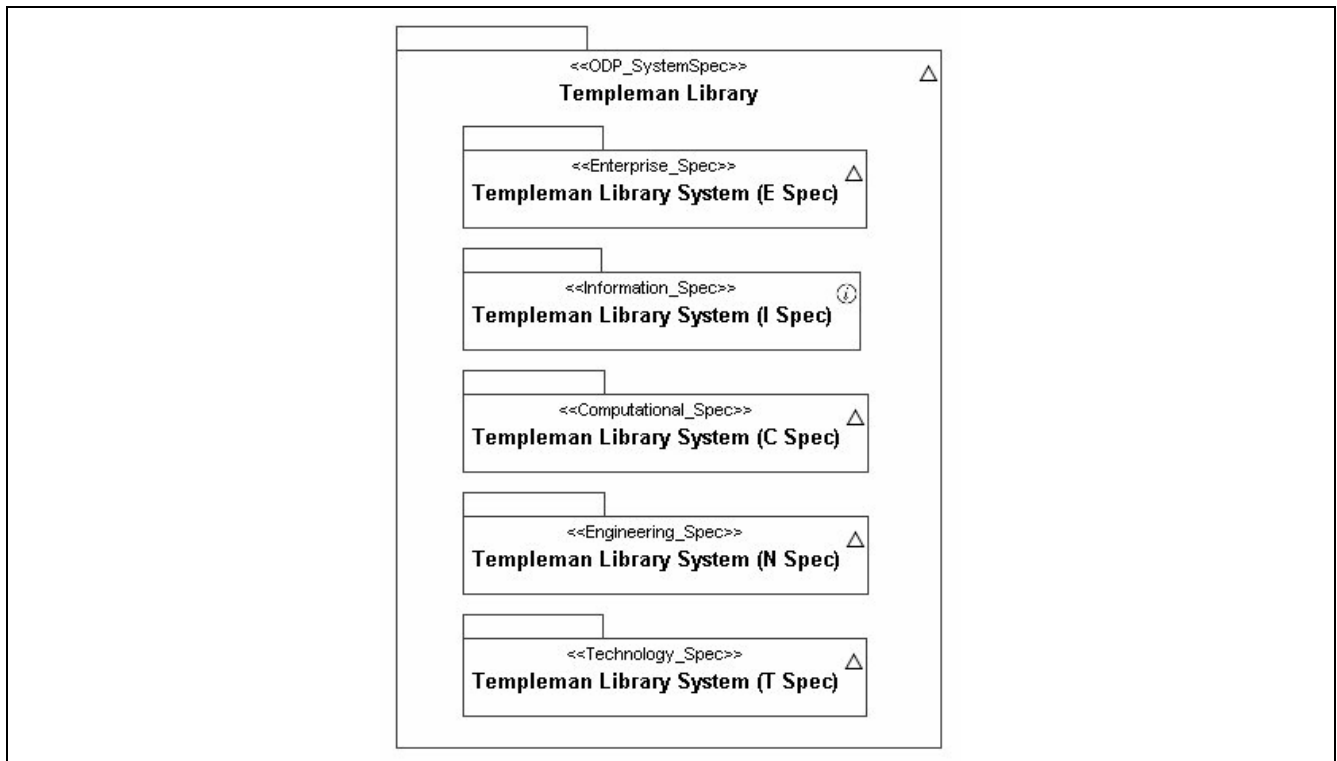 <<ODP_SystemSpec>>
Templeman Library
<<Enterprise_Spec>>
Templeman Library System (E Spec)
<<Information_Spec>>
Templeman Library System (I Spec)
<<Computational_Spec>>
Templeman Library System (C Spec)
<<Engineering_Spec>>
Templeman Library System (N Spec)
<<Technology_Spec>>
Templeman Library System (T Spec)